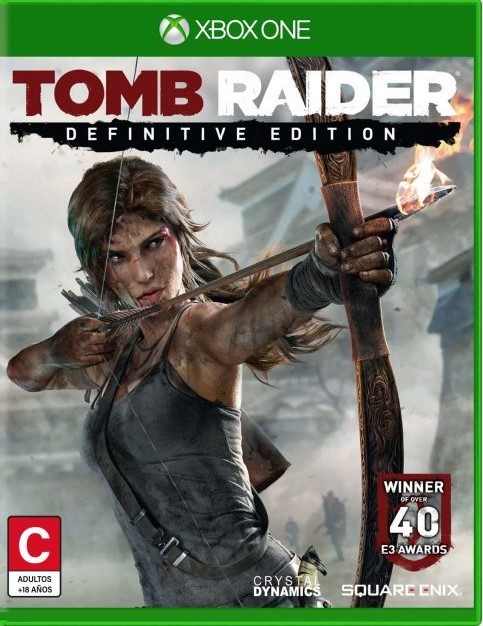 XBOX ONE
TOMB RAIDER
DEFINITIVE EDITION
WINNER
OF OVER
40
E3 AWARDS
C
ADULTOS
+18 AÑOS
CRYSTAL
DYNAMICS
SQUARE ENIX